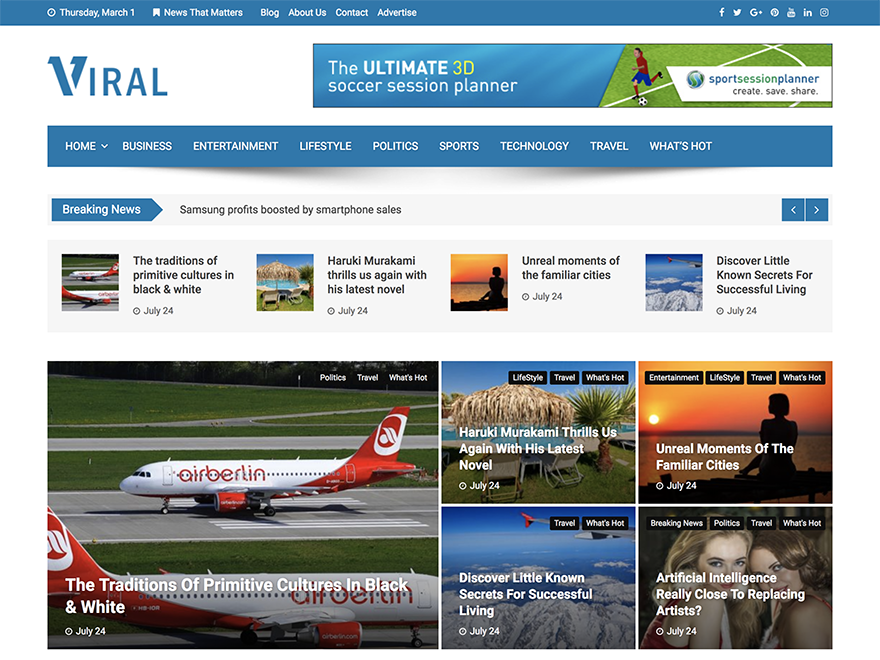 Thursday, March 1 News That Matters Blog About Us Contact Advertise
VIRAL
The ULTIMATE 3D
soccer session planner
sportsessionplanner
create. save. share.
HOME BUSINESS ENTERTAINMENT LIFESTYLE POLITICS SPORTS TECHNOLOGY TRAVEL WHAT'S HOT
Breaking News Samsung profits boosted by smartphone sales
The traditions of
primitive cultures in
black & white
July 24
Haruki Murakami
thrills us again with
his latest novel
July 24
Unreal moments of
the familiar cities
July 24
Discover Little
Known Secrets For
Successful Living
July 24
Politics Travel What's Hot
airberlin
airberlin
HB-IOR
airberlin.com
The Traditions Of Primitive Cultures In Black
& White
July 24
LifeStyle Travel What's Hot
Haruki Murakami Thrills Us
Again With His Latest
Novel
July 24
Entertainment LifeStyle Travel What's Hot
Unreal Moments Of The
Familiar Cities
July 24
Travel What's Hot
Discover Little Known
Secrets For Successful
Living
July 24
Breaking News Politics Travel What's Hot
Artificial Intelligence
Really Close To Replacing
Artists?
July 24